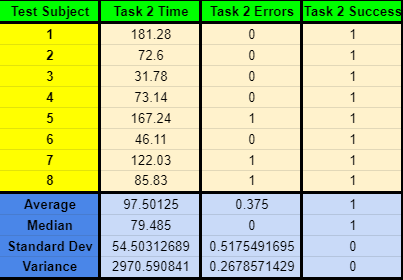 Test Subject Task 2 Time Task 2 Errors Task 2 Success
1 181.28 0 1
2 72.6 0 1
3 31.78 0 1
4 73.14 0 1
5 167.24 1 1
6 46.11 0 1
7 122.03 1 1
8 85.83 1 1
Average 97.50125 0.375 1
Median 79.485 0 1
Standard Dev 54.50312689 0.5175491695 0
Variance 2970.590841 0.2678571429 0